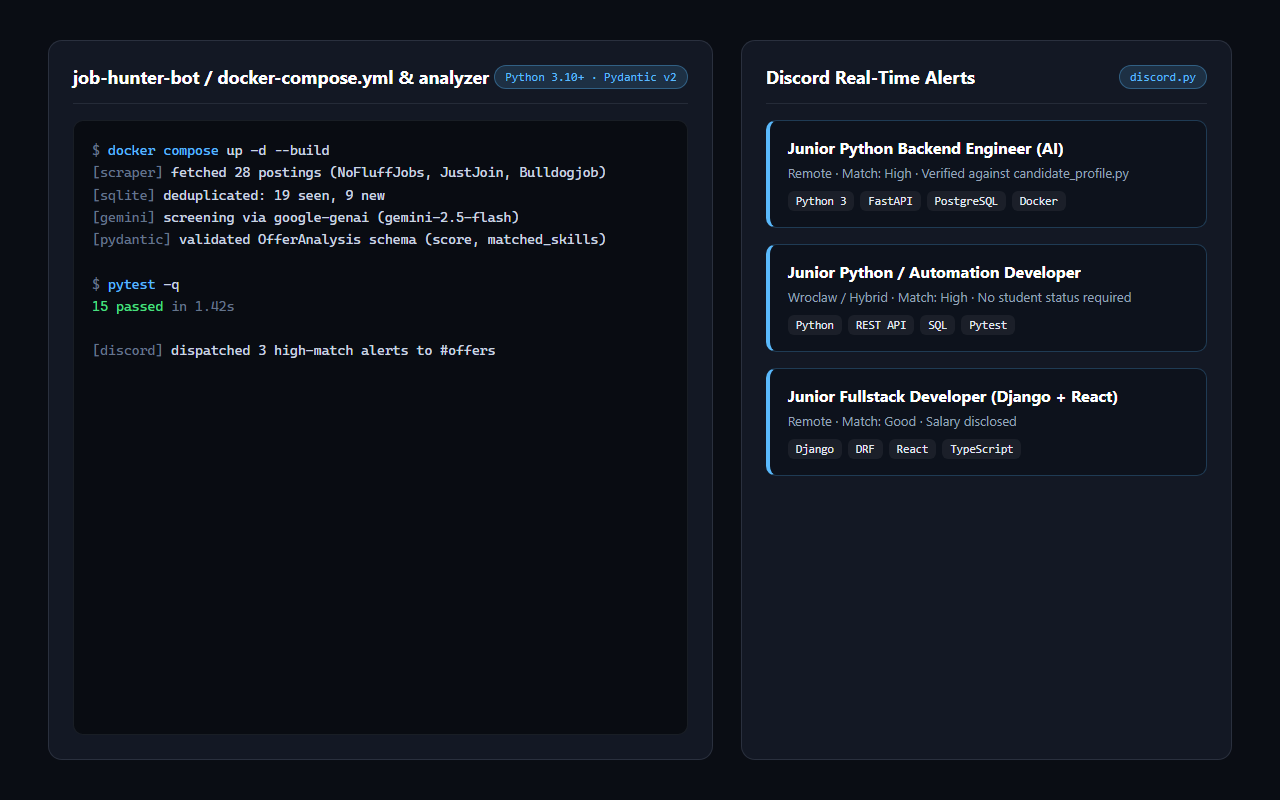 job-hunter-bot / docker-compose.yml & analyzer
Python 3.10+ · Pydantic v2
$ docker compose up -d --build
[scraper] fetched 28 postings (NoFluffJobs, JustJoin, Bulldogjob)
[sqlite] deduplicated: 19 seen, 9 new
[gemini] screening via google-genai (gemini-2.5-flash)
[pydantic] validated OfferAnalysis schema (score, matched_skills)
$ pytest -q
15 passed in 1.42s
[discord] dispatched 3 high-match alerts to #offers
Discord Real-Time Alerts
discord.py
Junior Python Backend Engineer (AI)
Remote · Match: High · Verified against candidate_profile.py
Python 3 FastAPI PostgreSQL Docker
Junior Python / Automation Developer
Wroclaw / Hybrid · Match: High · No student status required
Python REST API SQL Pytest
Junior Fullstack Developer (Django + React)
Remote · Match: Good · Salary disclosed
Django DRF React TypeScript